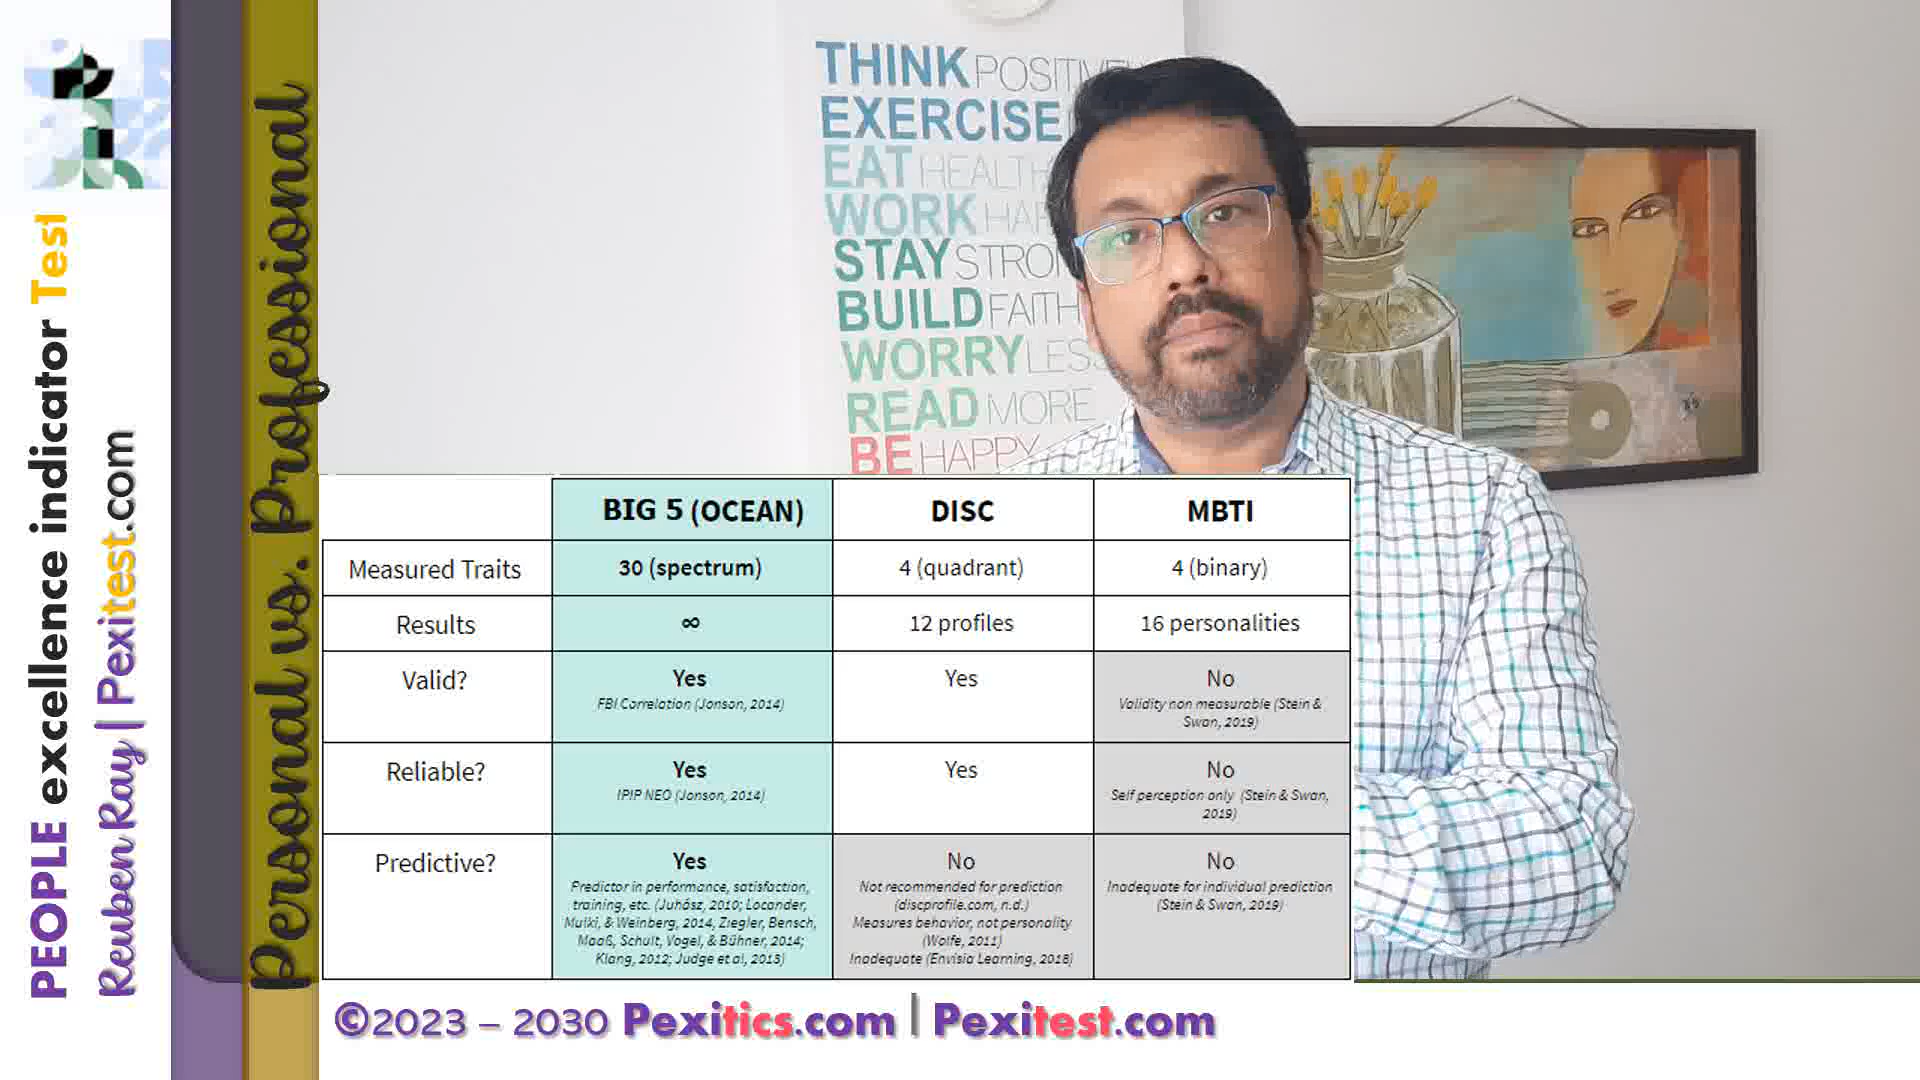 PEOPLE excellence indicator Test
Reuben Ray | Pexitest.com
Personal vs. Professional
THINK POSITIVE
EXERCISE
EAT HEALTH
WORK HAP
STAY STRON
BUILD FAITH
WORRY LESS
READ MORE
BE HAPPY
BIG 5 (OCEAN) DISC MBTI
Measured Traits 30 (spectrum) 4 (quadrant) 4 (binary)
Results ∞ 12 profiles 16 personalities
Valid? Yes Yes No
FBI Correlation (Jonson, 2014) Validity non measurable (Stein &
Swan, 2019)
Reliable? Yes Yes No
IPIP NEO (Jonson, 2014) Self perception only (Stein & Swan,
2019)
Predictive? Yes No No
Predictor in performance, satisfaction, Not recommended for prediction Inadequate for individual prediction
training, etc. (Juhász, 2010; Locander, (discprofile.com, n.d.) (Stein & Swan, 2019)
Mulki, & Weinberg, 2014, Ziegler, Bensch, Measures behavior, not personality
Maaß, Schult, Vogel, & Bühner, 2014; (Wolfe, 2011)
Klang, 2012; Judge et al, 2013) Inadequate (Envisia Learning, 2018)
©2023 – 2030 Pexitics.com | Pexitest.com